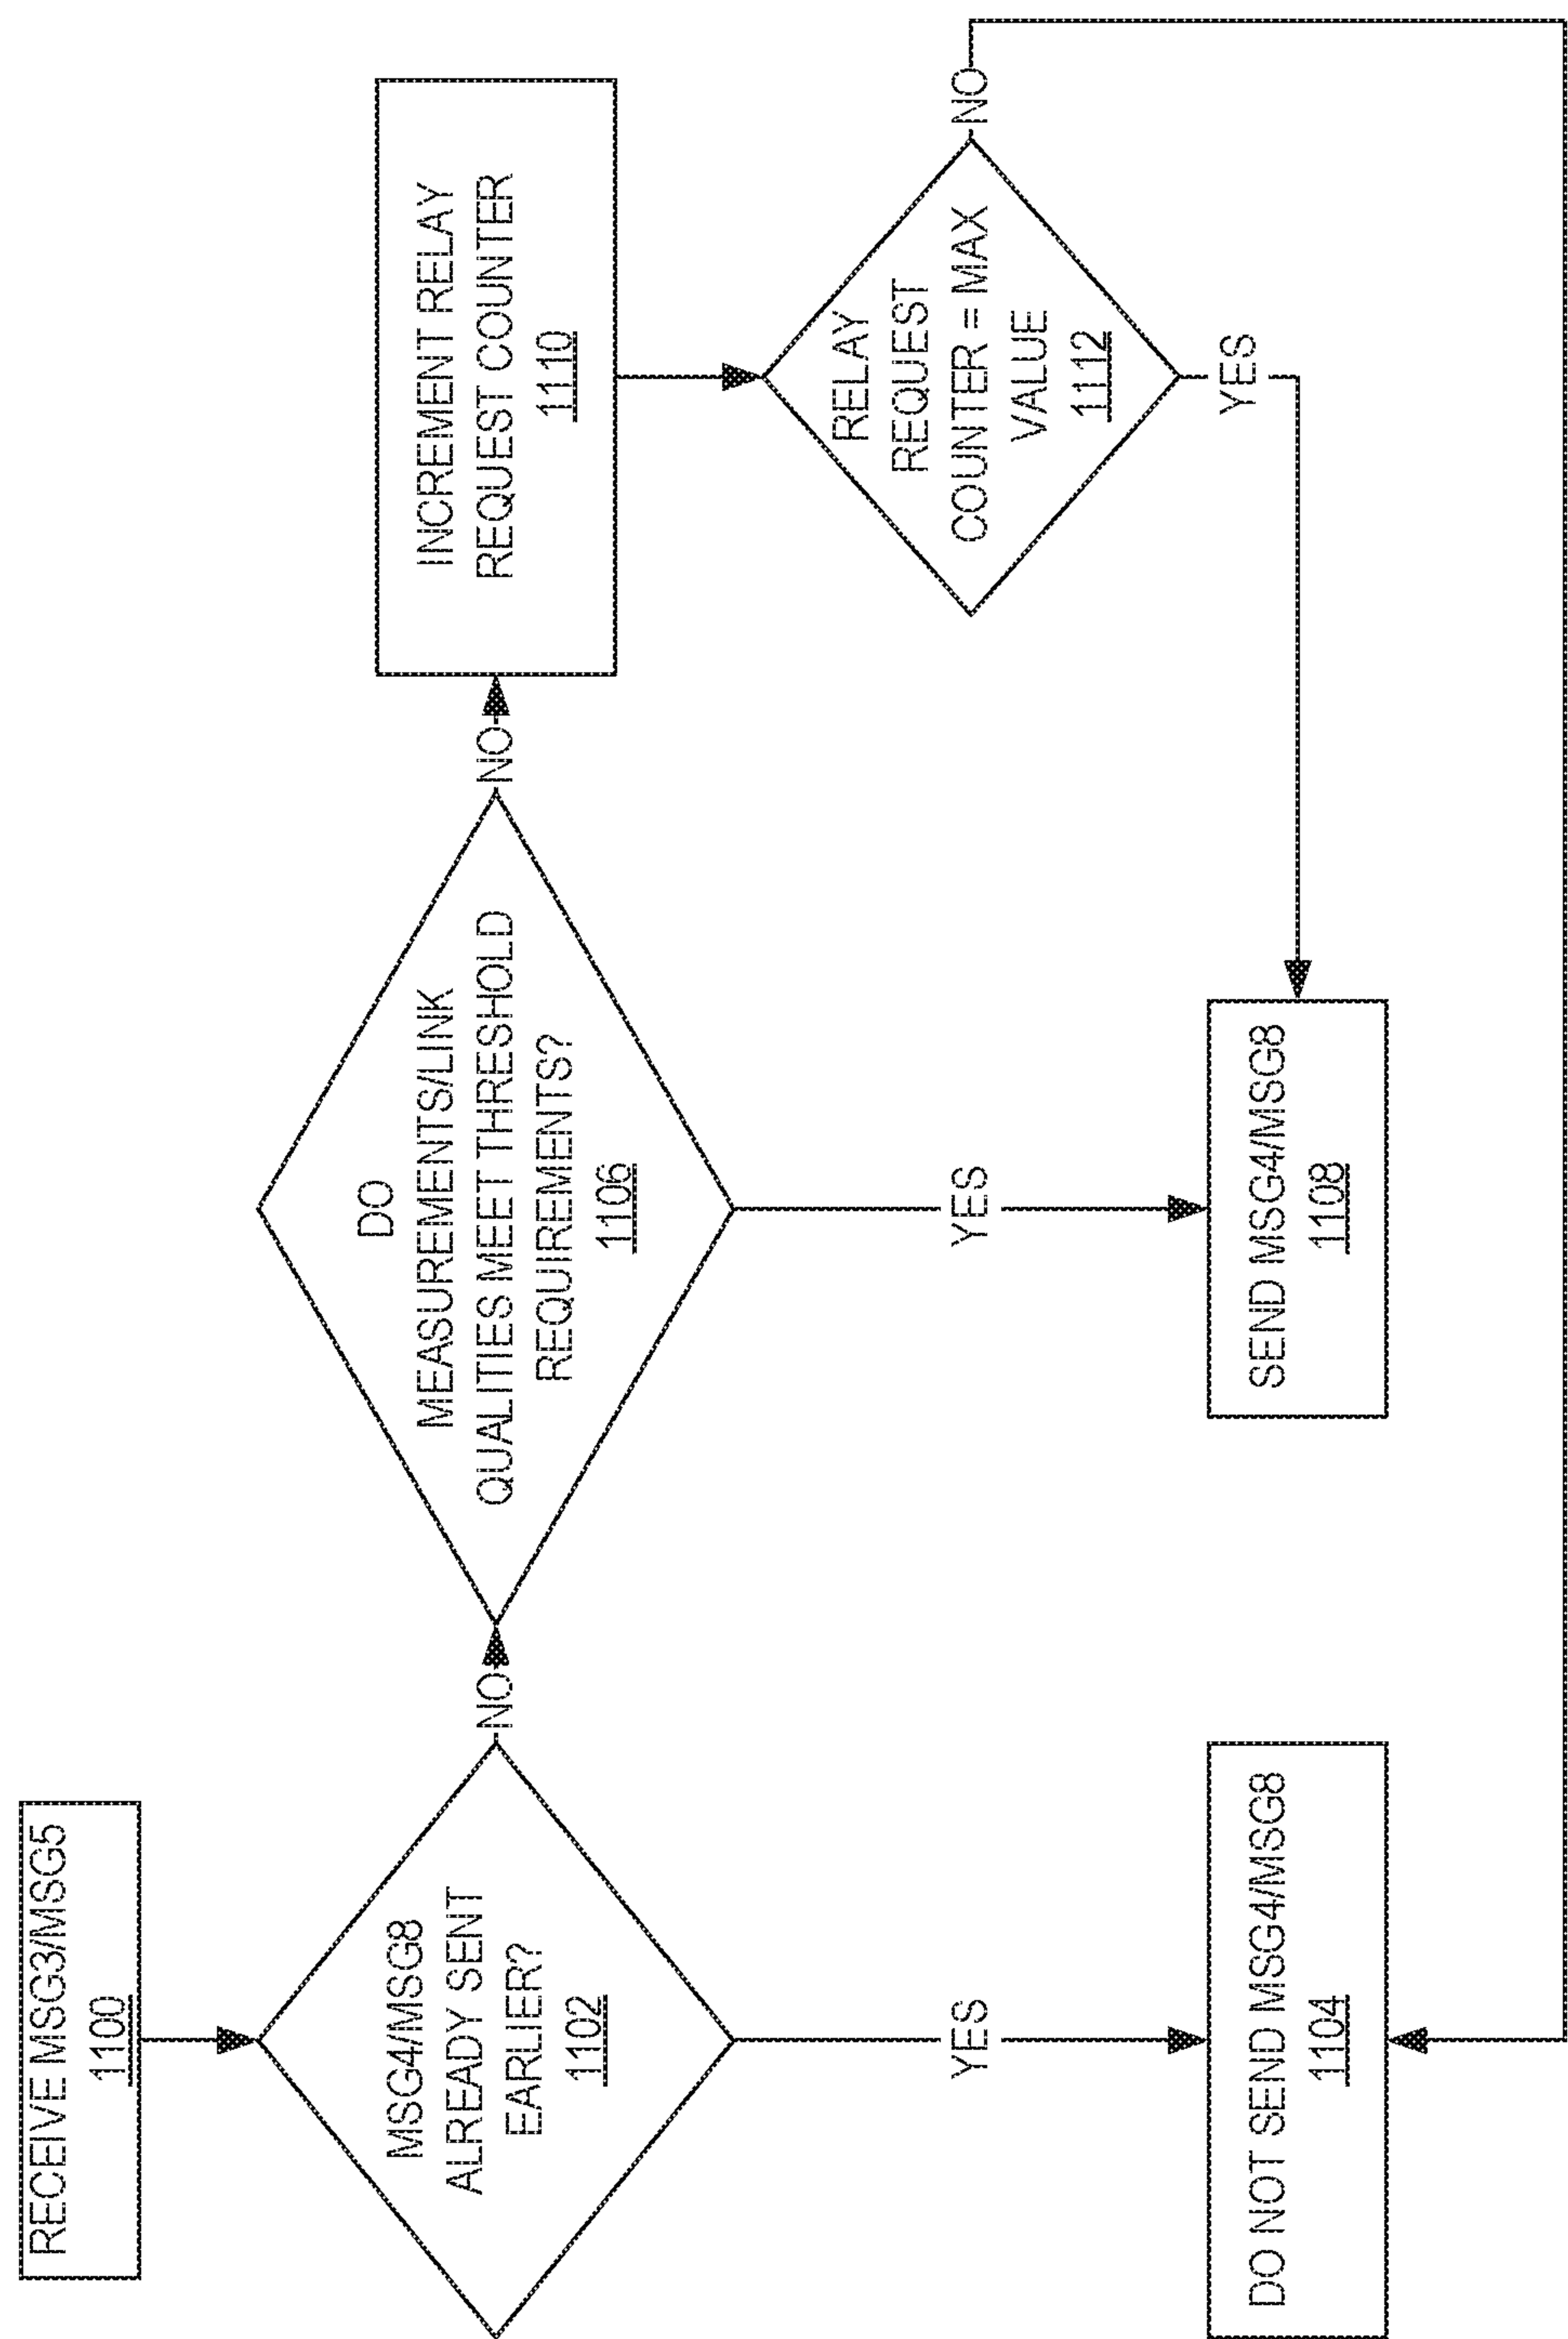 RECEIVE MSG3/MSG5
1100
MSG4/MSG8
ALREADY SENT
EARLIER?
1102
NO
YES
DO NOT SEND MSG4/MSG8
1104
DO
MEASUREMENTS/LINK
QUALITIES MEET THRESHOLD
REQUIREMENTS?
1106
NO
YES
SEND MSG4/MSG8
1108
INCREMENT RELAY
REQUEST COUNTER
1110
RELAY
REQUEST
COUNTER = MAX
VALUE
1112
NO
YES